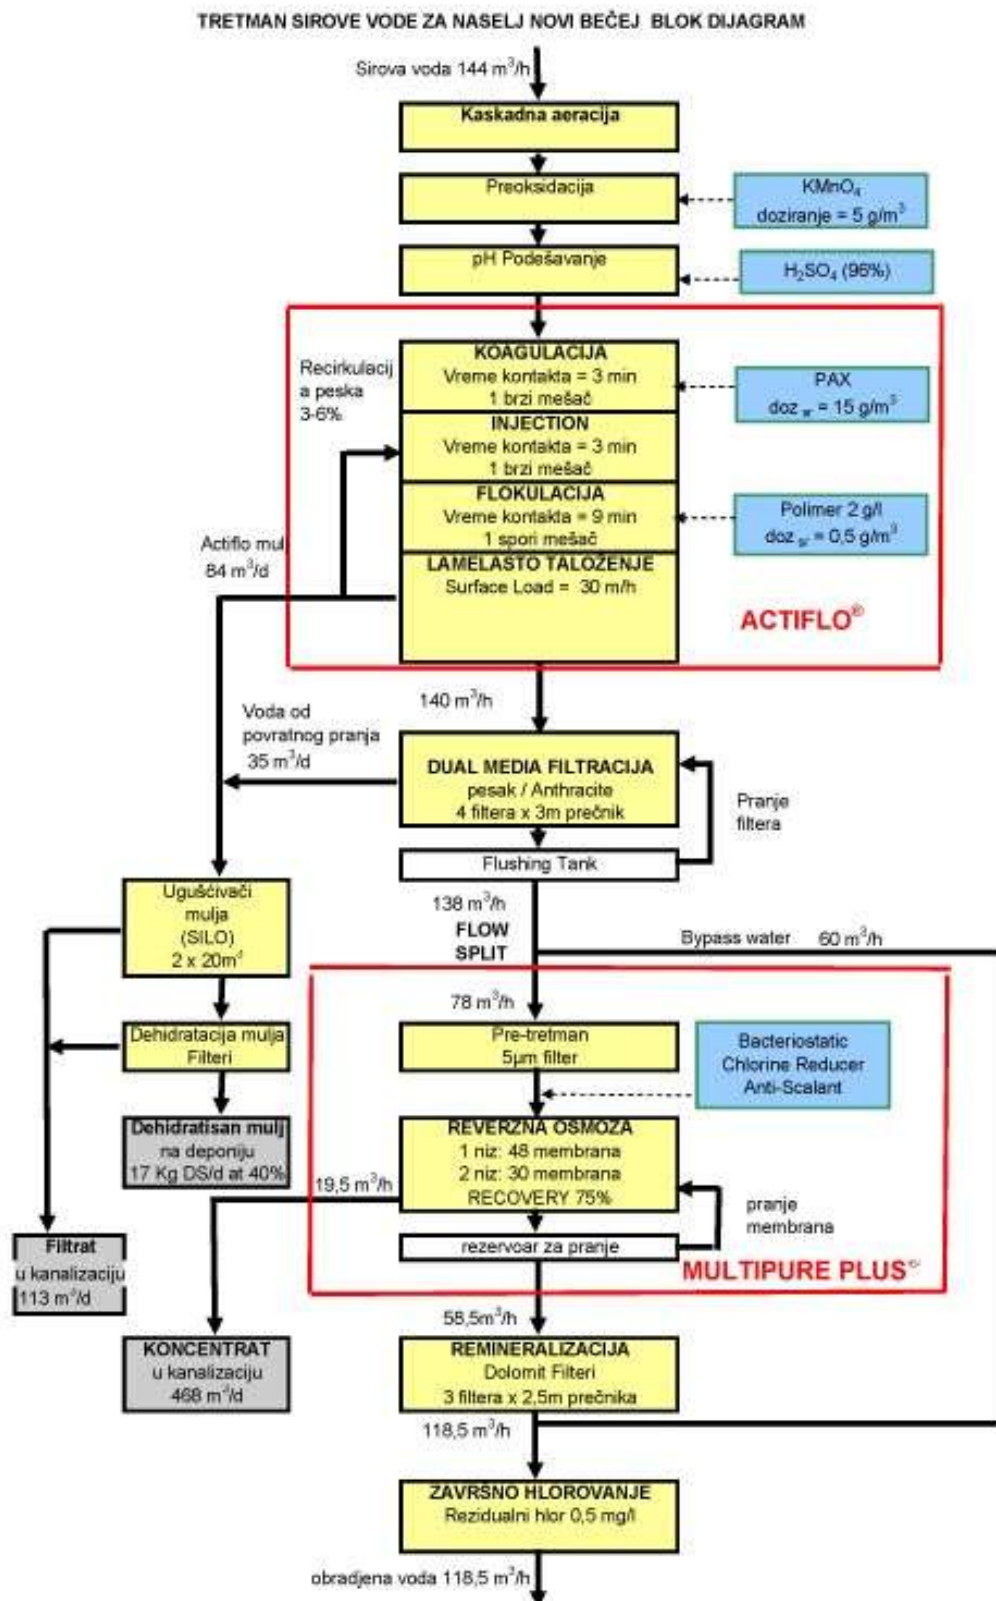 TRETMAN SIROVE VODE ZA NASELJ NOVI BEČEJ BLOK DIJAGRAM
Sirova voda 144 m³/h
Kaskadna aeracija
Preoksidacija
KMnO₄
doziranje = 5 g/m³
pH Podešavanje
H₂SO₄ (96%)
Recirkulacij
a peska
3-6%
KOAGULACIJA
Vreme kontakta = 3 min
1 brzi mešač
PAX
doz sr = 15 g/m³
INJECTION
Vreme kontakta = 3 min
1 brzi mešač
FLOKULACIJA
Vreme kontakta = 9 min
1 spori mešač
Polimer 2 g/l
doz sr = 0,5 g/m³
Actiflo mul
84 m³/d
LAMELASTO TALOŽENJE
Surface Load = 30 m/h
ACTIFLO®
140 m³/h
Voda od
povratnog pranja
35 m³/d
DUAL MEDIA FILTRACIJA
pesak / Anthracite
4 filtera x 3m prečnik
Pranje
filtera
Flushing Tank
138 m³/h
FLOW
SPLIT
Bypass water 60 m³/h
Ugušćivači
mulja
(SILO)
2 x 20m³
78 m³/h
Dehidratacija mulja
Filteri
Pre-tretman
5µm filter
Bacteriostatic
Chlorine Reducer
Anti-Scalant
Dehidratisan mulj
na deponiju
17 Kg DS/d at 40%
REVERZNA OSMOZA
1 niz: 48 membrana
2 niz: 30 membrana
RECOVERY 75%
19,5 m³/h
pranje
membrana
rezervoar za pranje
MULTIPURE PLUS©
Filtrat
u kanalizaciju
113 m³/d
58,5m³/h
KONCENTRAT
u kanalizaciju
468 m³/d
REMINERALIZACIJA
Dolomit Filteri
3 filtera x 2,5m prečnika
118,5 m³/h
ZAVRŠNO HLOROVANJE
Rezidualni hlor 0,5 mg/l
obradjena voda 118,5 m³/h